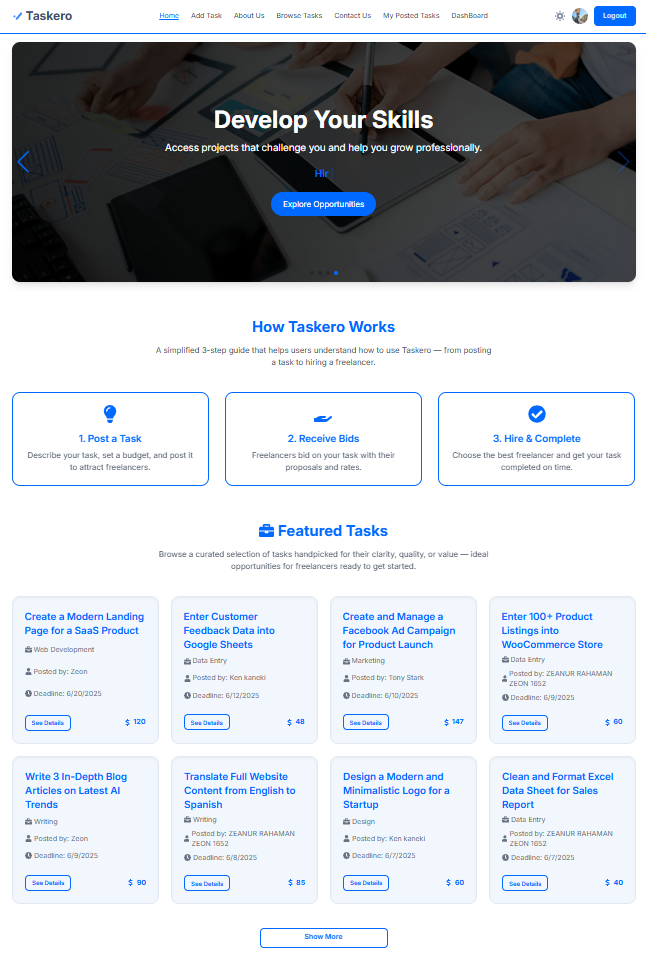 Taskero
Home Add Task About Us Browse Tasks Contact Us My Posted Tasks DashBoard
Logout
Develop Your Skills
Access projects that challenge you and help you grow professionally.
Hir
Explore Opportunities
How Taskero Works
A simplified 3-step guide that helps users understand how to use Taskero — from posting
a task to hiring a freelancer.
1. Post a Task
Describe your task, set a budget, and post it
to attract freelancers.
2. Receive Bids
Freelancers bid on your task with their
proposals and rates.
3. Hire & Complete
Choose the best freelancer and get your task
completed on time.
Featured Tasks
Browse a curated selection of tasks handpicked for their clarity, quality, or value — ideal
opportunities for freelancers ready to get started.
Create a Modern Landing
Page for a SaaS Product
Web Development
Posted by: Zeon
Deadline: 6/20/2025
See Details
$ 120
Enter Customer
Feedback Data into
Google Sheets
Data Entry
Posted by: Ken kaneki
Deadline: 6/12/2025
See Details
$ 48
Create and Manage a
Facebook Ad Campaign
for Product Launch
Marketing
Posted by: Tony Stark
Deadline: 6/10/2025
See Details
$ 147
Enter 100+ Product
Listings into
WooCommerce Store
Data Entry
Posted by: ZEANUR RAHAMAN
ZEON 1652
Deadline: 6/9/2025
See Details
$ 60
Write 3 In-Depth Blog
Articles on Latest AI
Trends
Writing
Posted by: Zeon
Deadline: 6/9/2025
See Details
$ 90
Translate Full Website
Content from English to
Spanish
Writing
Posted by: ZEANUR RAHAMAN
ZEON 1652
Deadline: 6/8/2025
See Details
$ 85
Design a Modern and
Minimalistic Logo for a
Startup
Design
Posted by: Ken kaneki
Deadline: 6/7/2025
See Details
$ 60
Clean and Format Excel
Data Sheet for Sales
Report
Data Entry
Posted by: ZEANUR RAHAMAN
ZEON 1652
Deadline: 6/7/2025
See Details
$ 40
Show More